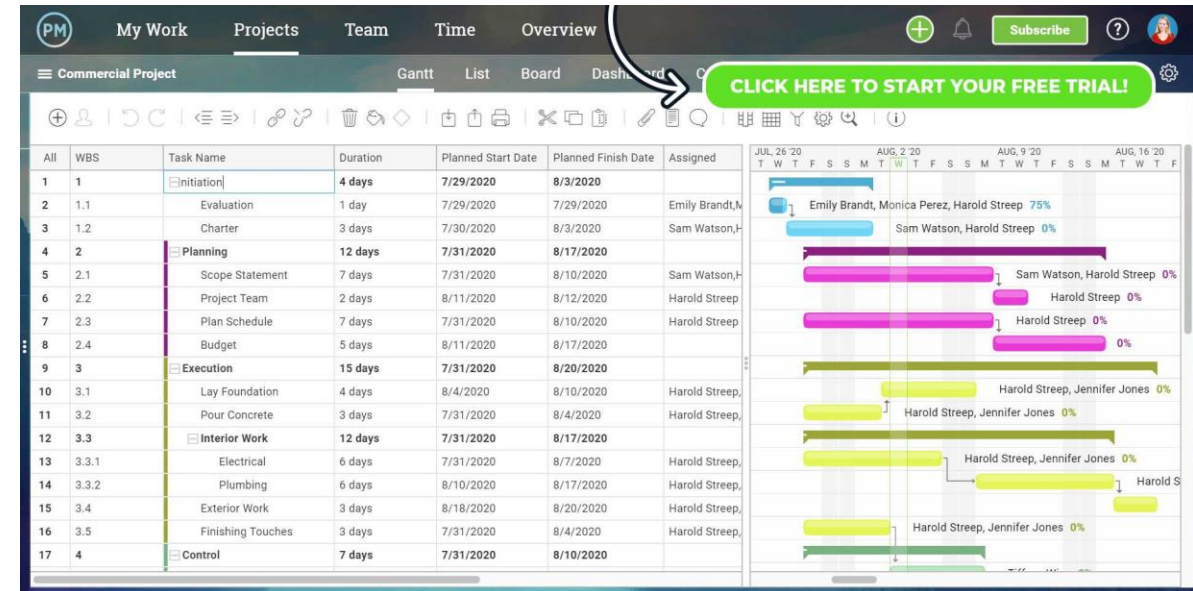 PM My Work Projects Team Time Overview Subscribe ?
Commercial Project Gantt List Board
CLICK HERE TO START YOUR FREE TRIAL!
All WBS Task Name Duration Planned Start Date Planned Finish Date Assigned
JUL, 26 '20 AUG, 2 '20 AUG, 9 '20 AUG, 16 '20
T W T F S S M T W T F S S M T W T F S S M T W T F
1 1 nitiation 4 days 7/29/2020 8/3/2020
2 1.1 Evaluation 1 day 7/29/2020 7/29/2020 Emily Brandt, Emily Brandt, Monica Perez, Harold Streep 75%
3 1.2 Charter 3 days 7/30/2020 8/3/2020 Sam Watson, Sam Watson, Harold Streep 0%
4 2 Planning 12 days 7/31/2020 8/17/2020
5 2.1 Scope Statement 7 days 7/31/2020 8/10/2020 Sam Watson, Sam Watson, Harold Streep 0%
6 2.2 Project Team 2 days 8/11/2020 8/12/2020 Harold Streep Harold Streep 0%
7 2.3 Plan Schedule 7 days 7/31/2020 8/10/2020 Harold Streep Harold Streep 0%
8 2.4 Budget 5 days 8/11/2020 8/17/2020 0%
9 3 Execution 15 days 7/31/2020 8/20/2020
10 3.1 Lay Foundation 4 days 8/4/2020 8/10/2020 Harold Streep, Harold Streep, Jennifer Jones 0%
11 3.2 Pour Concrete 3 days 7/31/2020 8/4/2020 Harold Streep, Harold Streep, Jennifer Jones 0%
12 3.3 Interior Work 12 days 7/31/2020 8/17/2020
13 3.3.1 Electrical 6 days 7/31/2020 8/7/2020 Harold Streep, Harold Streep, Jennifer Jones 0%
14 3.3.2 Plumbing 6 days 8/10/2020 8/17/2020 Harold Streep, Harold S
15 3.4 Exterior Work 3 days 8/18/2020 8/20/2020 Harold Streep,
16 3.5 Finishing Touches 3 days 7/31/2020 8/4/2020 Harold Streep, Harold Streep, Jennifer Jones 0%
17 4 Control 7 days 7/31/2020 8/10/2020